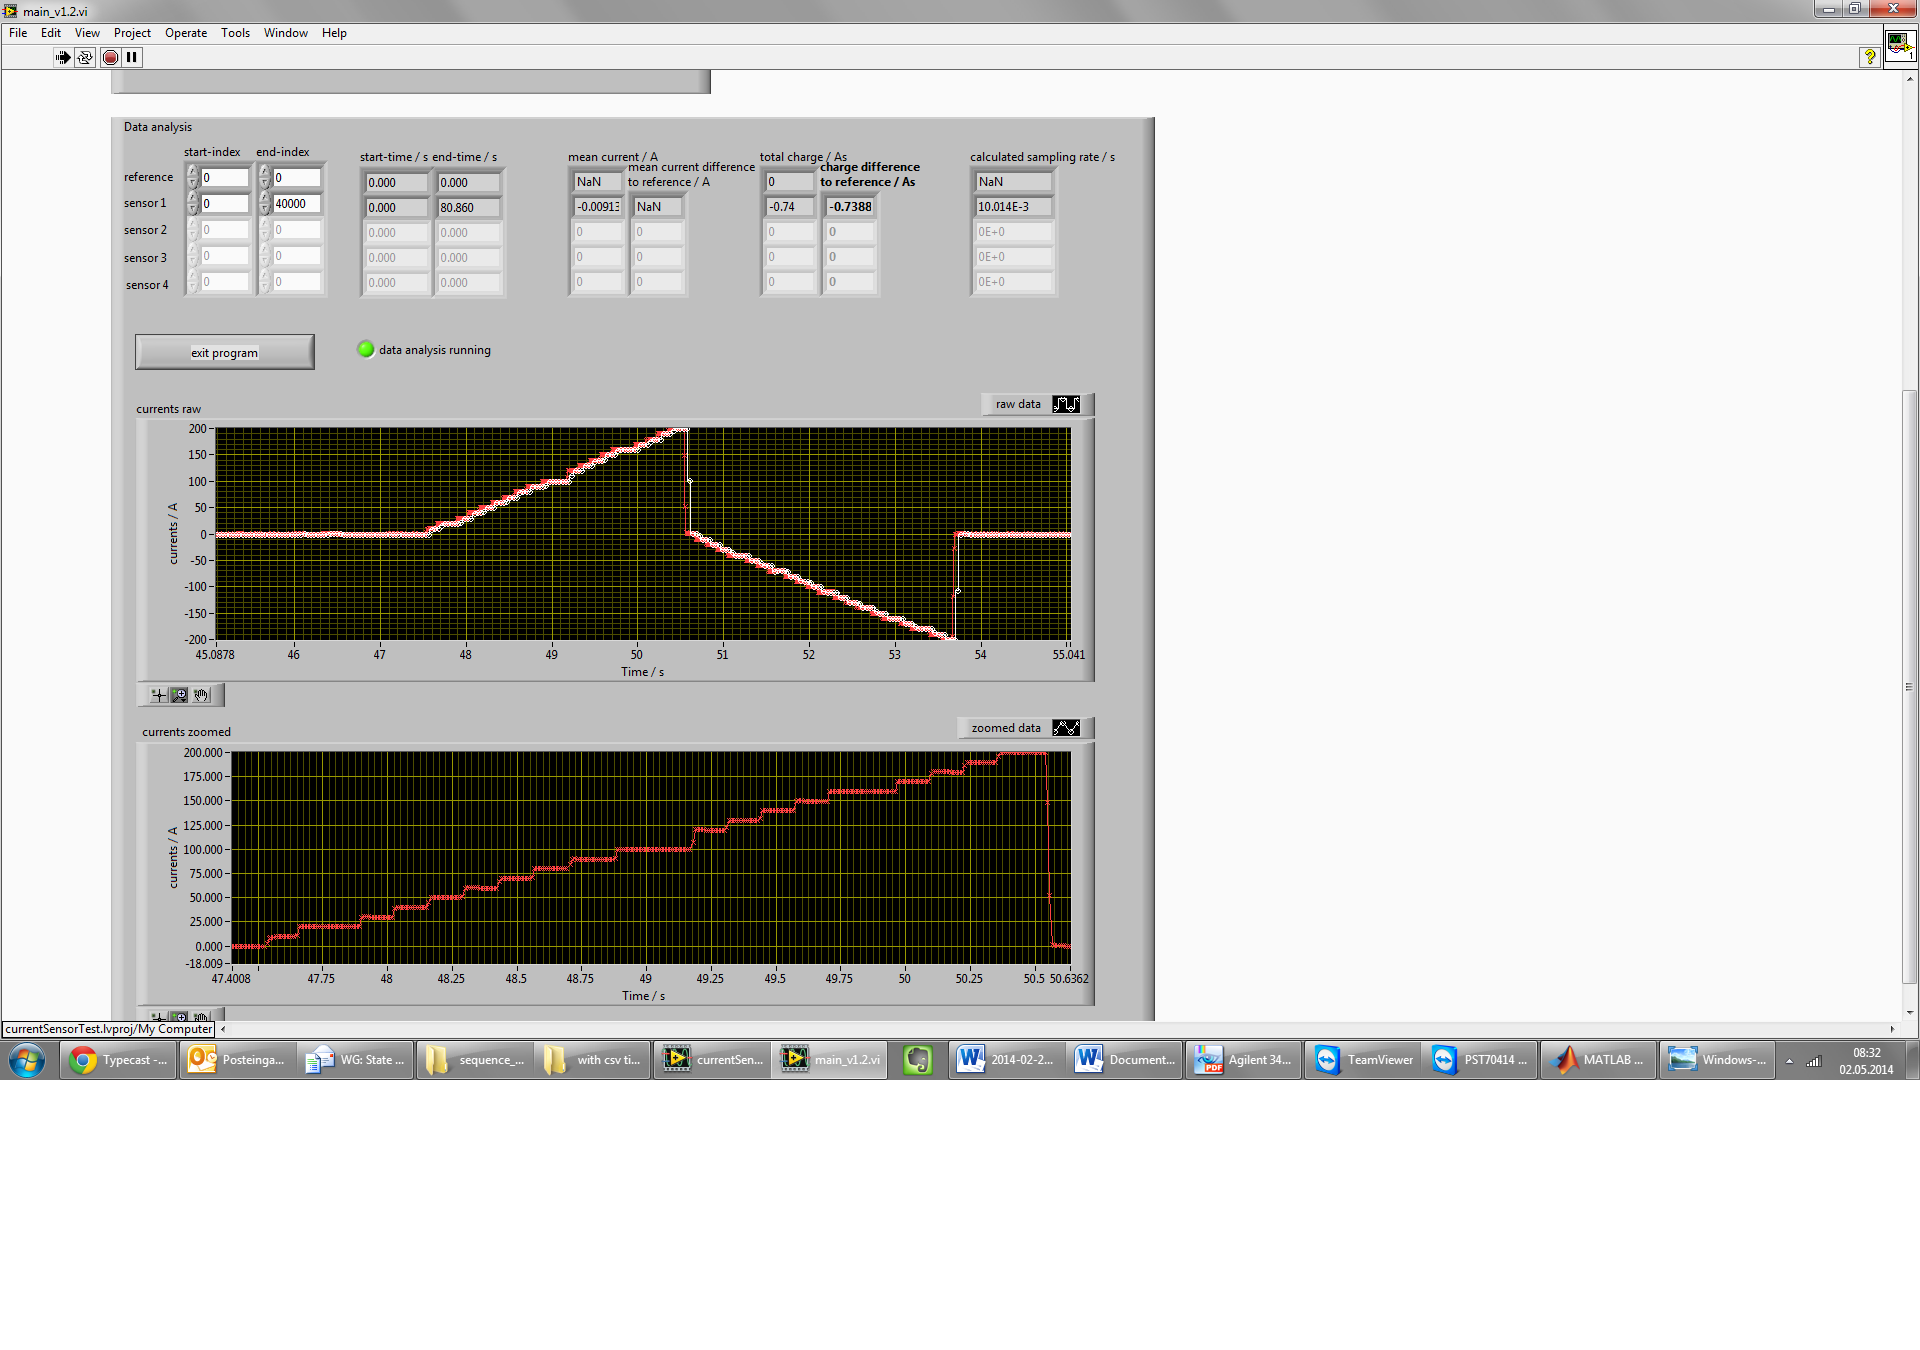 main_v1.2.vi
File Edit View Project Operate Tools Window Help
? 1
Data analysis
start-index end-index
start-time / s end-time / s
mean current / A
mean current difference
to reference / A
total charge / As
charge difference
to reference / As
calculated sampling rate / s
reference 0 0 0.000 0.000 NaN 0 NaN
sensor 1 0 40000 0.000 80.860 -0.0091 NaN -0.74 -0.7388 10.014E-3
sensor 2 0 0 0.000 0.000 0 0 0 0 0E+0
sensor 3 0 0 0.000 0.000 0 0 0 0 0E+0
sensor 4 0 0 0.000 0.000 0 0 0 0 0E+0
exit program
data analysis running
currents raw
raw data
currents / A
200
150
100
50
0
-50
-100
-150
-200
45.0878 46 47 48 49 50 51 52 53 54 55.041
Time / s
currents zoomed
zoomed data
currents / A
200.000
175.000
150.000
125.000
100.000
75.000
50.000
25.000
0.000
-18.009
47.4008 47.75 48 48.25 48.5 48.75 49 49.25 49.5 49.75 50 50.25 50.5 50.6362
Time / s
currentSensorTest.lvproj/My Computer
Typecast -... Posteinga... WG: State ... sequence_... with csv ti... currentSen... main_v1.2.vi 2014-02-2... Document... Agilent 34... TeamViewer PST70414 ... MATLAB ... Windows-...
08:32
02.05.2014